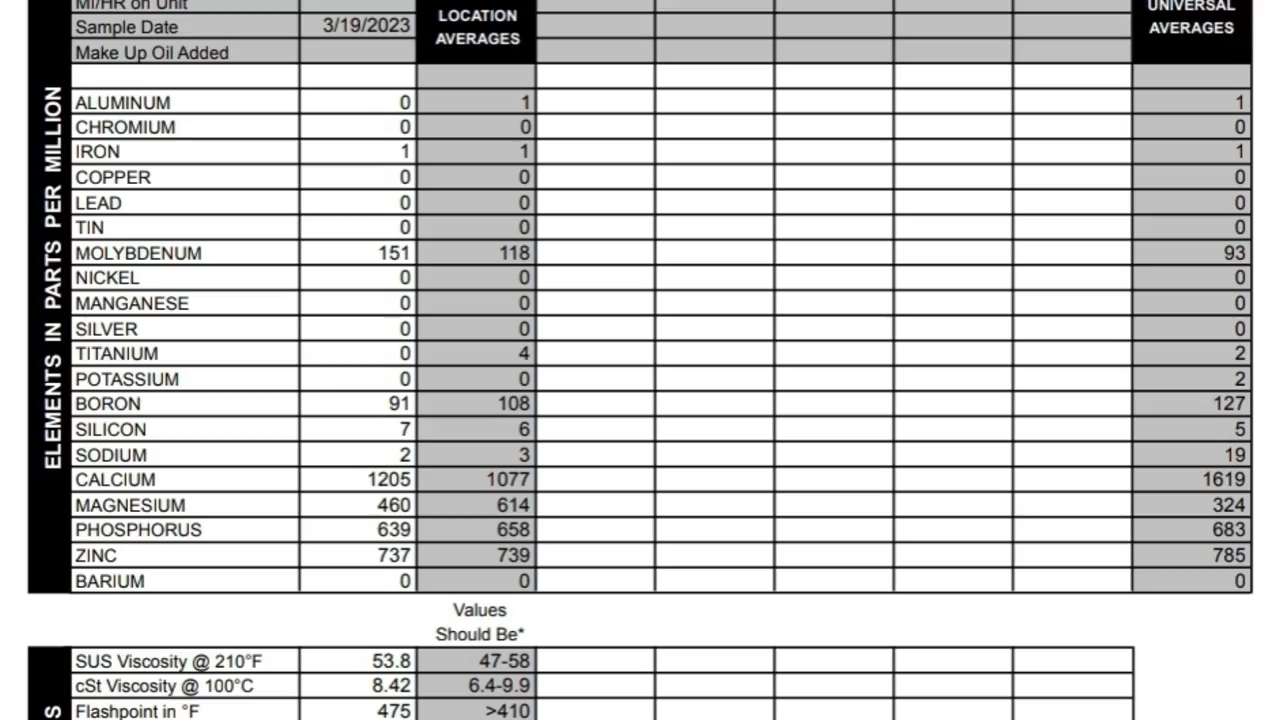 MI/HR on Unit
LOCATION AVERAGES
UNIVERSAL AVERAGES
Sample Date 3/19/2023
Make Up Oil Added
ELEMENTS IN PARTS PER MILLION
ALUMINUM 0 1 1
CHROMIUM 0 0 0
IRON 1 1 1
COPPER 0 0 0
LEAD 0 0 0
TIN 0 0 0
MOLYBDENUM 151 118 93
NICKEL 0 0 0
MANGANESE 0 0 0
SILVER 0 0 0
TITANIUM 0 4 2
POTASSIUM 0 0 2
BORON 91 108 127
SILICON 7 6 5
SODIUM 2 3 19
CALCIUM 1205 1077 1619
MAGNESIUM 460 614 324
PHOSPHORUS 639 658 683
ZINC 737 739 785
BARIUM 0 0 0
Values
Should Be*
SUS Viscosity @ 210°F 53.8 47-58
cSt Viscosity @ 100°C 8.42 6.4-9.9
Flashpoint in °F 475 >410
S